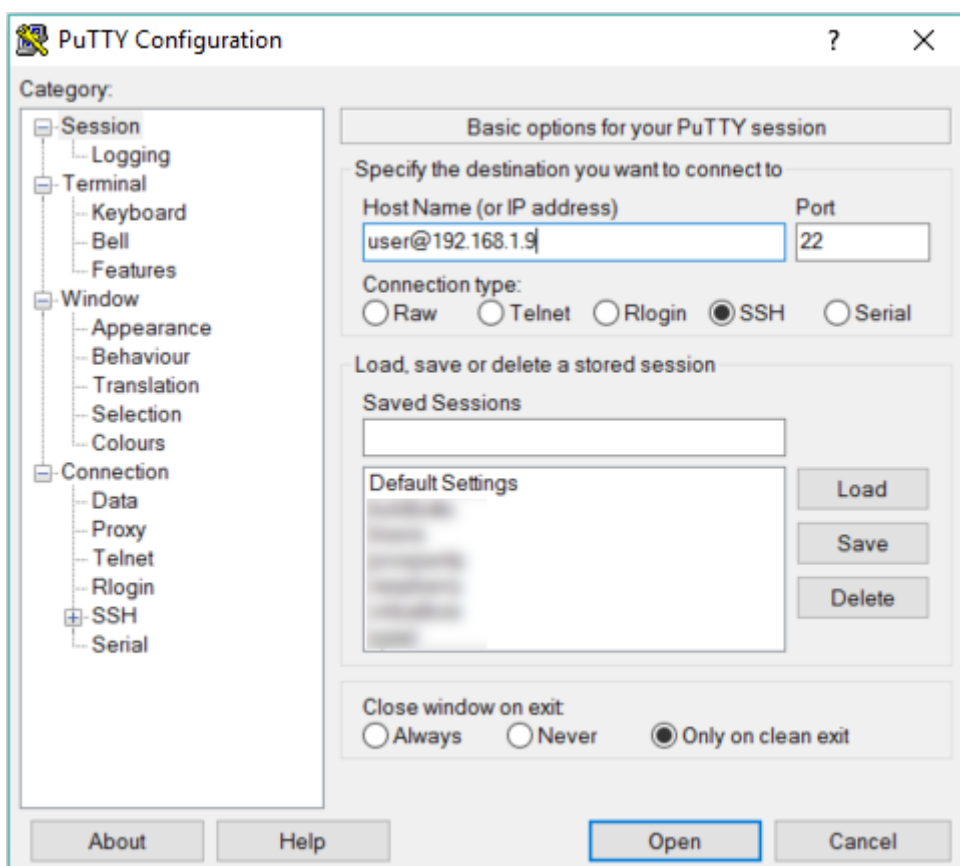 PuTTY Configuration
?
Category:
Session
Logging
Terminal
Keyboard
Bell
Features
Window
Appearance
Behaviour
Translation
Selection
Colours
Connection
Data
Proxy
Telnet
Rlogin
SSH
Serial
Basic options for your PuTTY session
Specify the destination you want to connect to
Host Name (or IP address) Port
user@192.168.1.9 22
Connection type:
Raw Telnet Rlogin SSH Serial
Load, save or delete a stored session
Saved Sessions
Default Settings
Load
Save
Delete
Close window on exit:
Always Never Only on clean exit
About Help Open Cancel